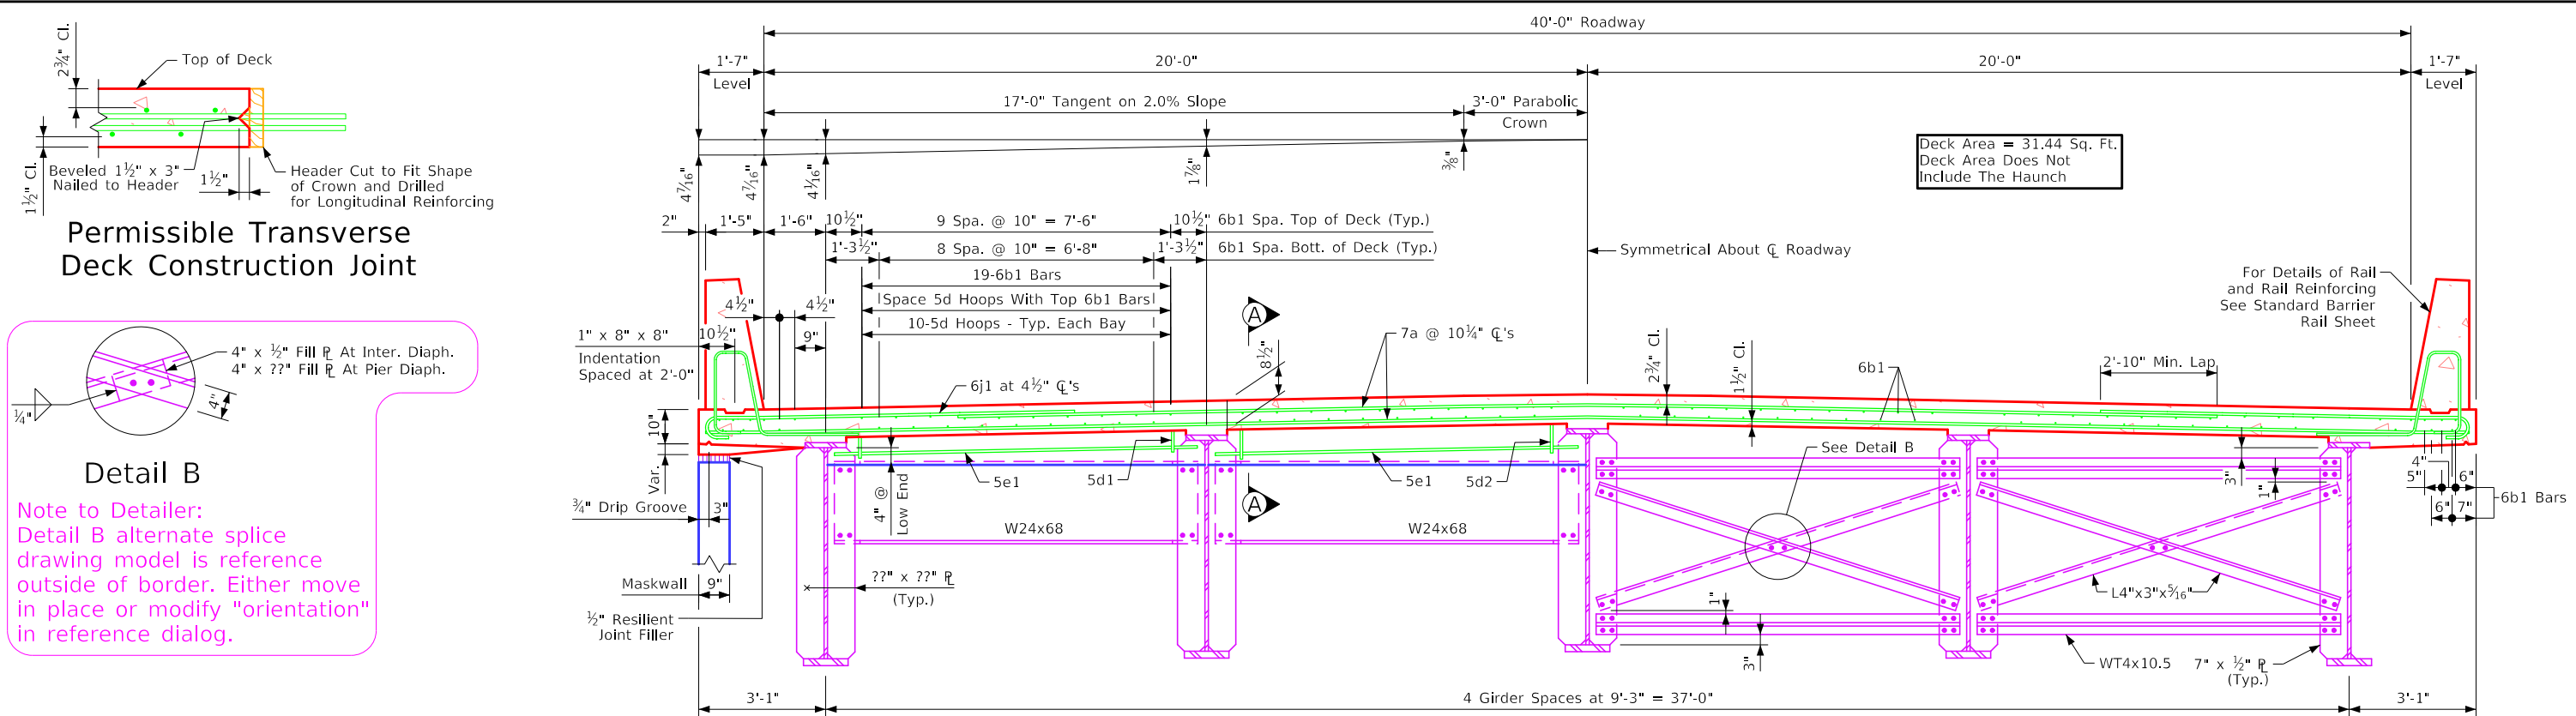 2¾" Cl.
Top of Deck
1½" Cl.
Beveled 1½" x 3"
Nailed to Header
1½"
Header Cut to Fit Shape
of Crown and Drilled
for Longitudinal Reinforcing
Permissible Transverse
Deck Construction Joint
4" x ½" Fill ℄ At Inter. Diaph.
4" x ??" Fill ℄ At Pier Diaph.
¼"
4"
Detail B
Note to Detailer:
Detail B alternate splice
drawing model is reference
outside of border. Either move
in place or modify "orientation"
in reference dialog.
40'-0" Roadway
1'-7"
Level
20'-0"
20'-0"
1'-7"
Level
17'-0" Tangent on 2.0% Slope
3'-0" Parabolic
Crown
4⁷⁄₁₆"
4⁷⁄₁₆"
4¹⁄₁₆"
1⅞"
⅜"
Deck Area = 31.44 Sq. Ft.
Deck Area Does Not
Include The Haunch
2"
1'-5"
1'-6"
10½"
9 Spa. @ 10" = 7'-6"
10½"
6b1 Spa. Top of Deck (Typ.)
1'-3½"
8 Spa. @ 10" = 6'-8"
1'-3½"
6b1 Spa. Bott. of Deck (Typ.)
Symmetrical About ℄ Roadway
19-6b1 Bars
Space 5d Hoops With Top 6b1 Bars
10-5d Hoops - Typ. Each Bay
4½"
4½"
9"
10½"
1" x 8" x 8"
Indentation
Spaced at 2'-0"
A
8½"
7a @ 10¼" ℄'s
6j1 at 4½" ℄'s
2¾" Cl.
1½" Cl.
6b1
2'-10" Min. Lap
For Details of Rail
and Rail Reinforcing
See Standard Barrier
Rail Sheet
10"
Var.
¾" Drip Groove
3"
5e1
5d1
4" @
Low End
A
5e1
5d2
See Detail B
3"
1"
4"
5"
6"
6"
7"
6b1 Bars
W24x68
W24x68
Maskwall
9"
??" x ??" ℄
(Typ.)
½" Resilient
Joint Filler
1"
3"
L4"x3"x⁵⁄₁₆"
WT4x10.5
7" x ½" ℄
(Typ.)
3'-1"
4 Girder Spaces at 9'-3" = 37'-0"
3'-1"